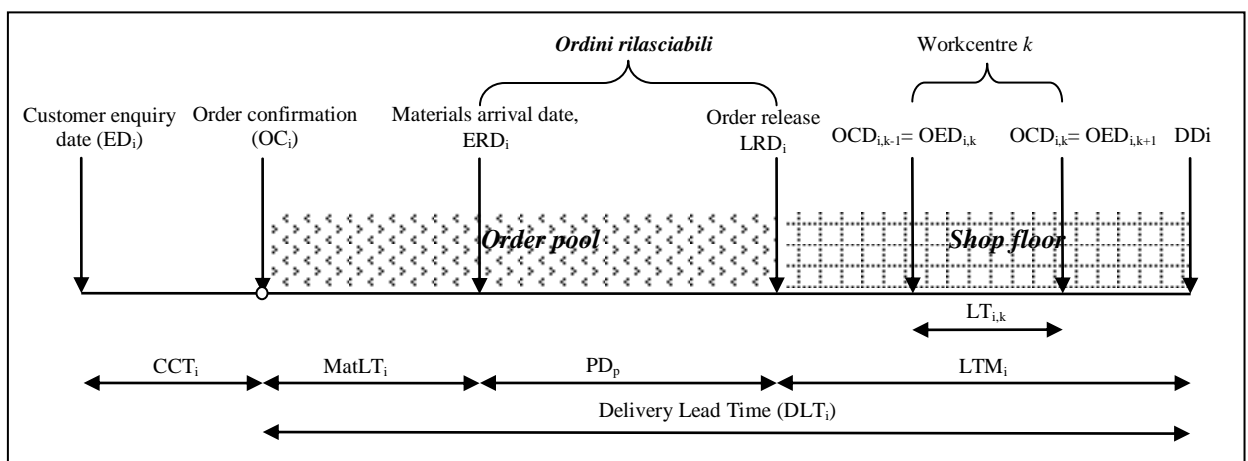 Ordini rilasciabili
Workcentre k
Customer enquiry
date (EDi)
Order confirmation
(OCi)
Materials arrival date,
ERDi
Order release
LRDi
OCDi,k-1= OEDi,k
OCDi,k= OEDi,k+1
DDi
Order pool
Shop floor
LTi,k
CCTi
MatLTi
PDp
LTMi
Delivery Lead Time (DLTi)